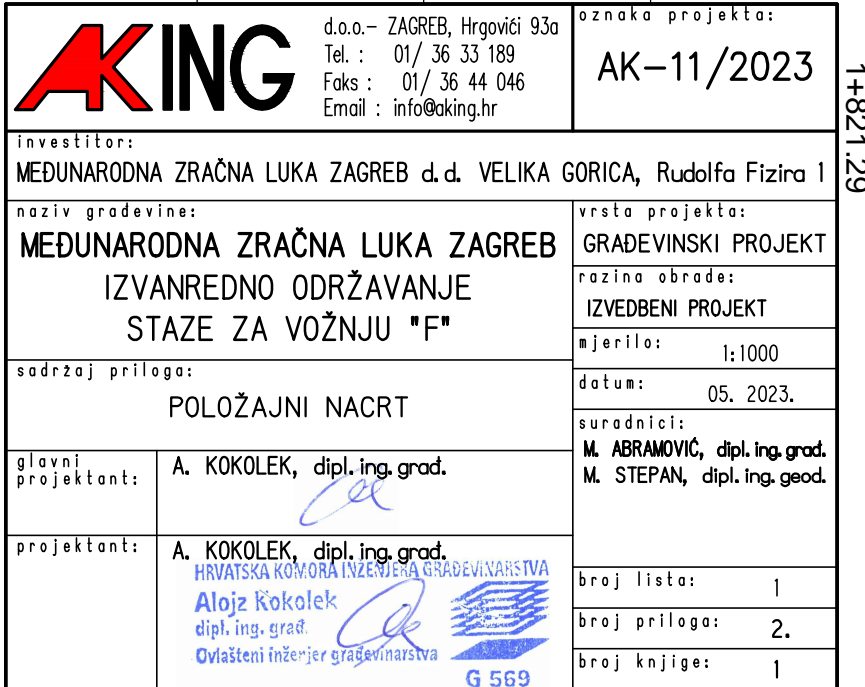 AKING
d.o.o.– ZAGREB, Hrgovići 93a
Tel. : 01/ 36 33 189
Faks : 01/ 36 44 046
Email : info@aking.hr
oznaka projekta:
AK–11/2023
1+821.29
investitor:
MEĐUNARODNA ZRAČNA LUKA ZAGREB d.d. VELIKA GORICA, Rudolfa Fizira 1
naziv građevine:
MEĐUNARODNA ZRAČNA LUKA ZAGREB
IZVANREDNO ODRŽAVANJE
STAZE ZA VOŽNJU "F"
vrsta projekta:
GRAĐEVINSKI PROJEKT
razina obrade:
IZVEDBENI PROJEKT
mjerilo:
1:1000
datum:
05. 2023.
sadržaj priloga:
POLOŽAJNI NACRT
suradnici:
M. ABRAMOVIĆ, dipl.ing.građ.
M. STEPAN, dipl.ing.geod.
glavni
projektant:
A. KOKOLEK, dipl.ing.građ.
projektant:
A. KOKOLEK, dipl.ing.građ.
HRVATSKA KOMORA INŽENJERA GRAĐEVINARSTVA
Alojz Kokolek
dipl. ing. građ.
Ovlašteni inženjer građevinarstva
G 569
broj lista:
1
broj priloga:
2.
broj knjige:
1